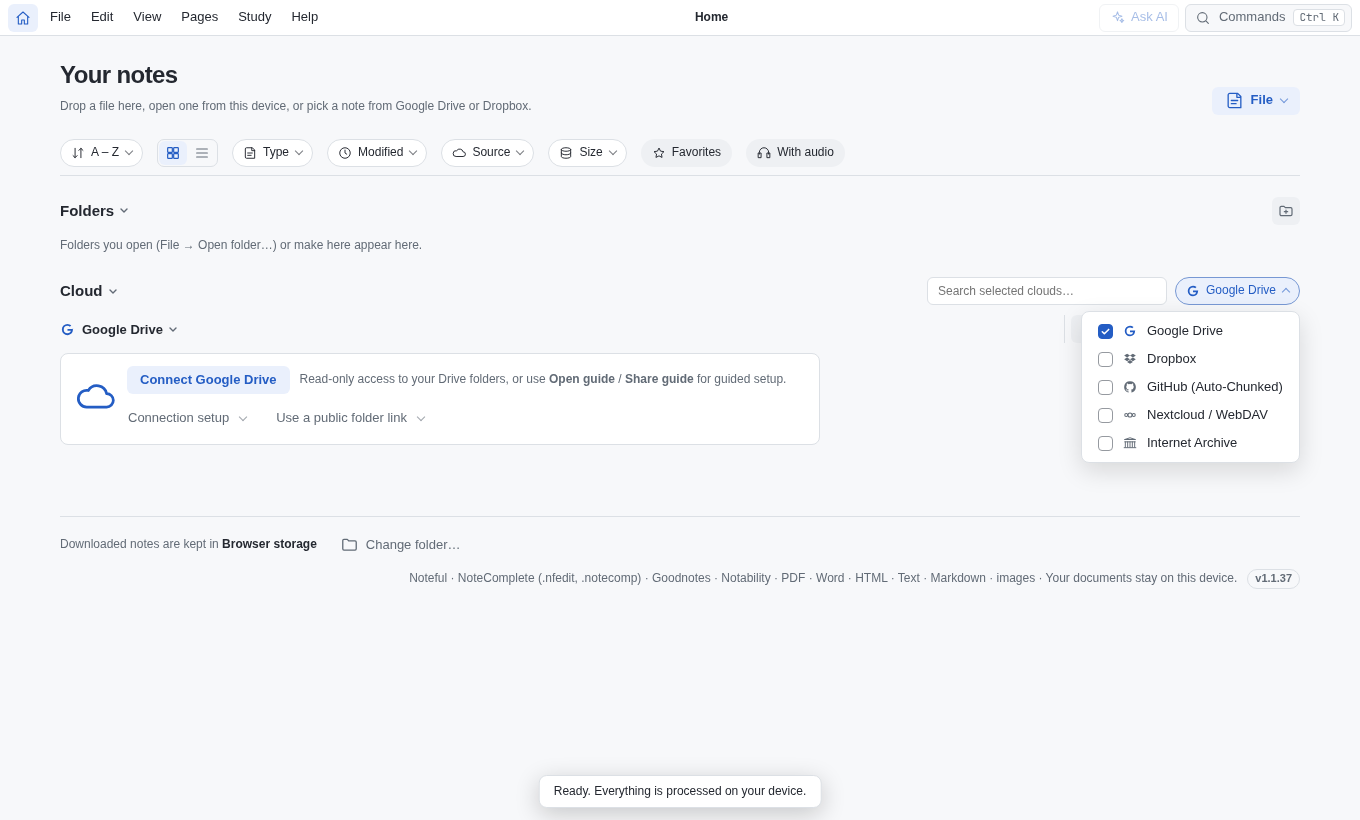 File Edit View Pages Study Help
Home
Ask AI
Commands Ctrl K
Your notes
Drop a file here, open one from this device, or pick a note from Google Drive or Dropbox.
File
A – Z
Type
Modified
Source
Size
Favorites
With audio
Folders
Folders you open (File → Open folder…) or make here appear here.
Cloud
Search selected clouds…
Google Drive
Google Drive
Connect Google Drive
Read-only access to your Drive folders, or use Open guide / Share guide for guided setup.
Connection setup
Use a public folder link
Google Drive
Dropbox
GitHub (Auto-Chunked)
Nextcloud / WebDAV
Internet Archive
Downloaded notes are kept in Browser storage
Change folder…
Noteful · NoteComplete (.nfedit, .notecomp) · Goodnotes · Notability · PDF · Word · HTML · Text · Markdown · images · Your documents stay on this device.
v1.1.37
Ready. Everything is processed on your device.